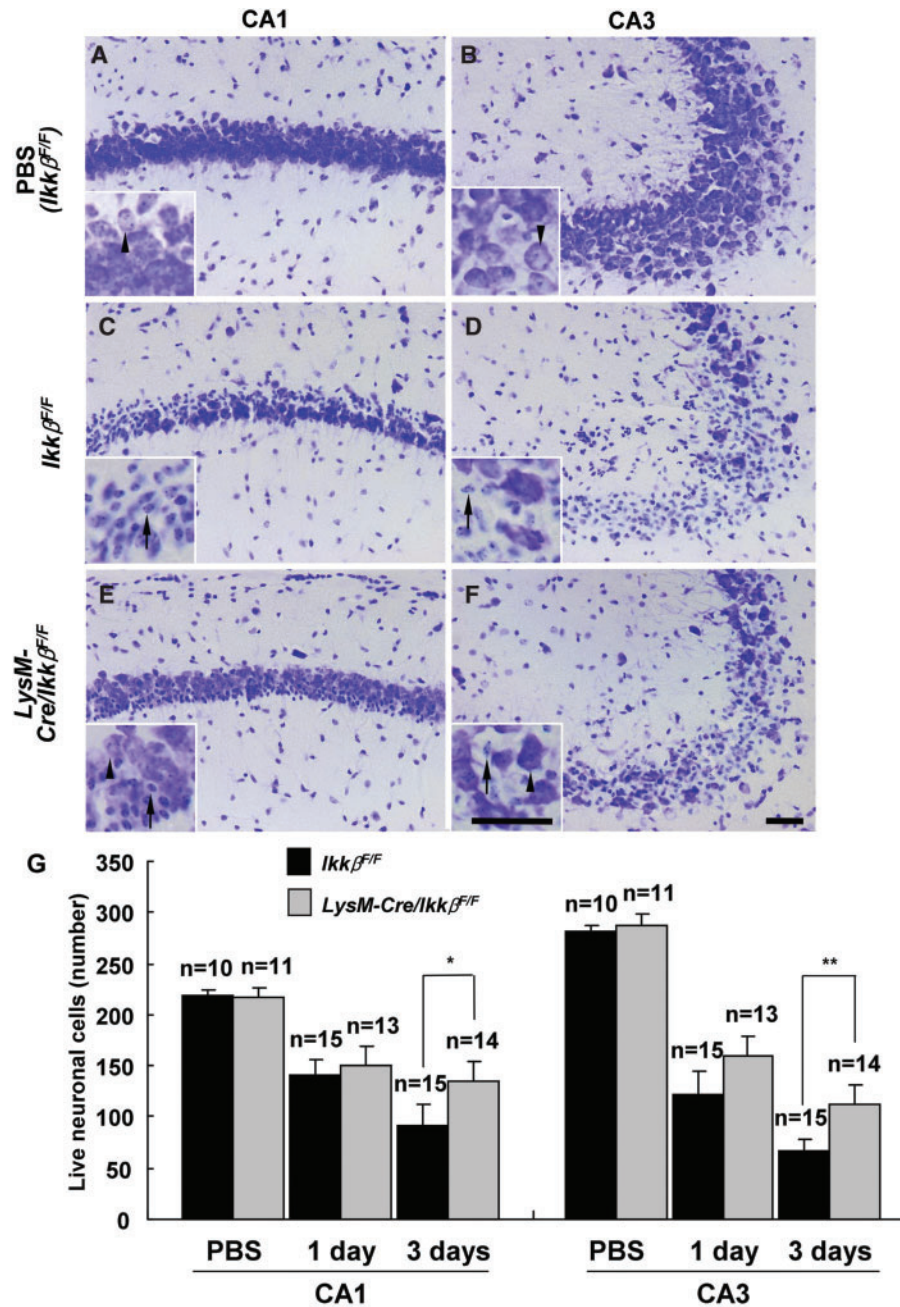 CA1
CA3
A
B
PBS
(Ikkβ^F/F)
C
D
Ikkβ^F/F
E
F
LysM-
Cre/Ikkβ^F/F
G
Ikkβ^F/F
LysM-Cre/Ikkβ^F/F
Live neuronal cells (number)
350
300
250
200
150
100
50
0
n=10
n=11
n=15
n=13
*
n=15
n=14
n=10
n=11
n=15
n=13
**
n=15
n=14
PBS
1 day
3 days
PBS
1 day
3 days
CA1
CA3